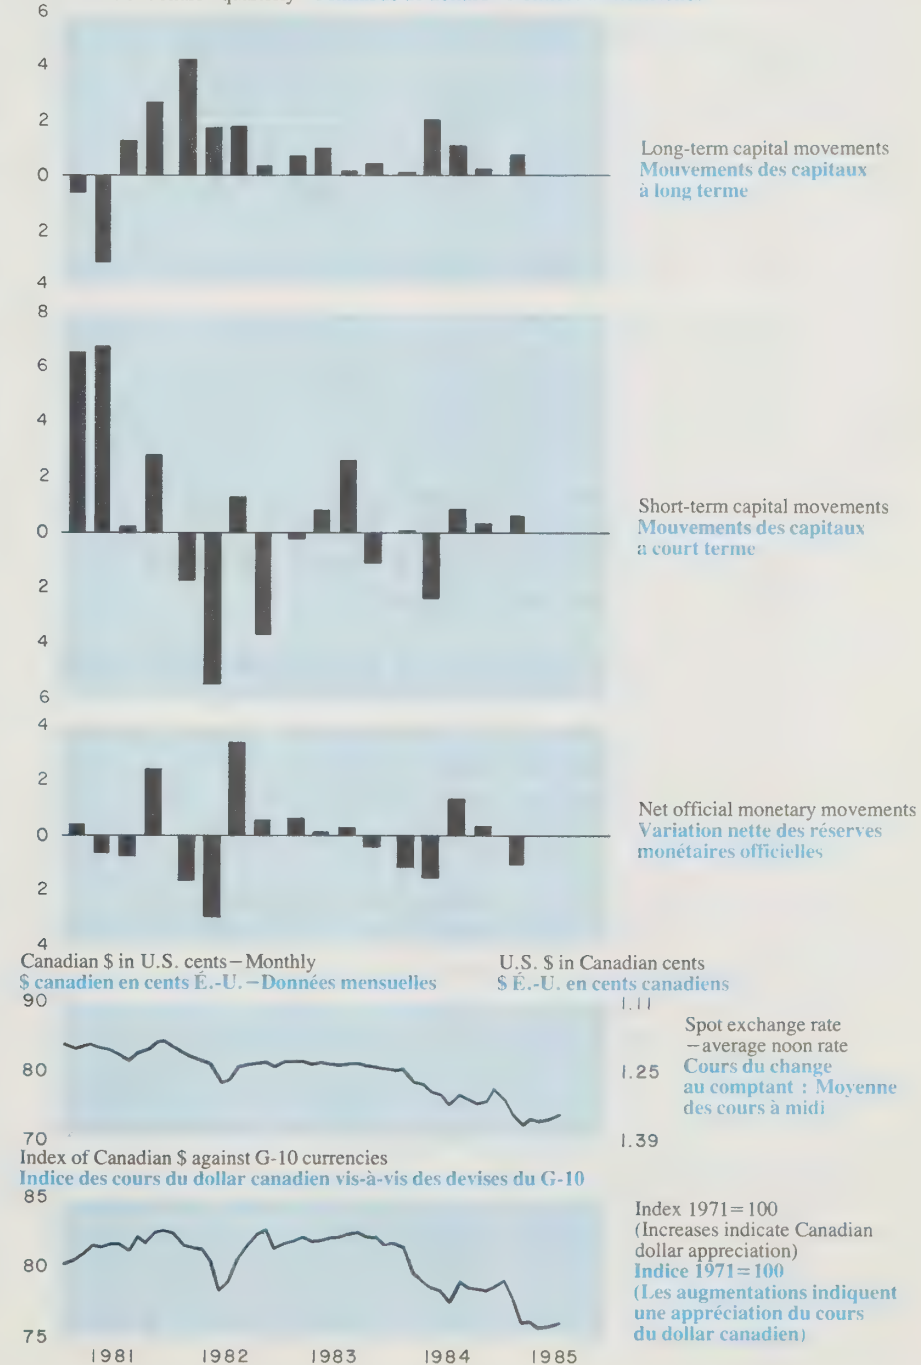 6
4
2
0
2
4
Long-term capital movements
Mouvements des capitaux
à long terme
8
6
4
2
0
2
4
6
Short-term capital movements
Mouvements des capitaux
a court terme
4
2
0
2
4
Net official monetary movements
Variation nette des réserves
monétaires officielles
Canadian $ in U.S. cents—Monthly
$ canadien en cents É.-U.—Données mensuelles
U.S. $ in Canadian cents
$ É.-U. en cents canadiens
90
80
70
1.11
1.25
1.39
Spot exchange rate
—average noon rate
Cours du change
au comptant : Moyenne
des cours à midi
Index of Canadian $ against G-10 currencies
Indice des cours du dollar canadien vis-à-vis des devises du G-10
85
80
75
Index 1971=100
(Increases indicate Canadian
dollar appreciation)
Indice 1971=100
(Les augmentations indiquent
une appréciation du cours
du dollar canadien)
1981 1982 1983 1984 1985